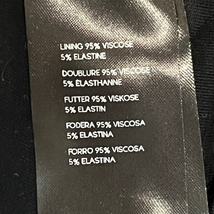 LINING 95% VISCOSE
5% ELASTINE
DOUBLURE 95% VISCOSE
5% ÉLASTHANNE
FUTTER 95% VISKOSE
5% ELASTIN
FODERA 95% VISCOSA
5% ELASTINA
FORRO 95% VISCOSA
5% ELASTINA